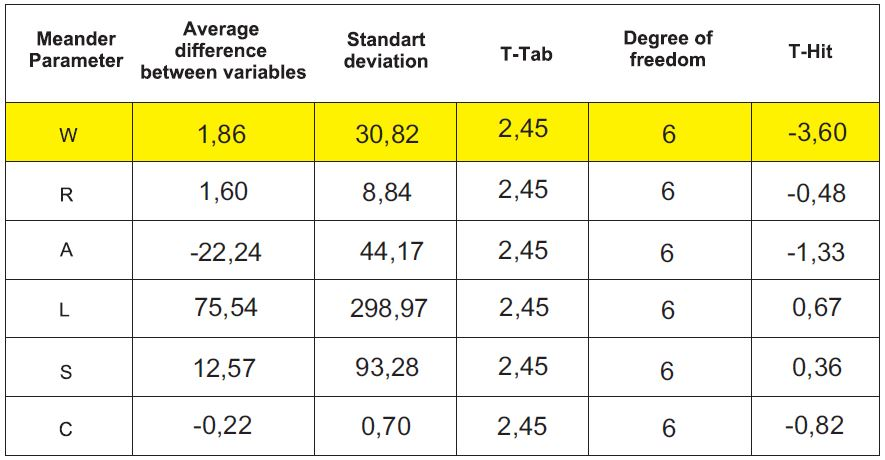 Meander Parameter | Average difference between variables | Standart deviation | T-Tab | Degree of freedom | T-Hit
W | 1,86 | 30,82 | 2,45 | 6 | -3,60
R | 1,60 | 8,84 | 2,45 | 6 | -0,48
A | -22,24 | 44,17 | 2,45 | 6 | -1,33
L | 75,54 | 298,97 | 2,45 | 6 | 0,67
S | 12,57 | 93,28 | 2,45 | 6 | 0,36
C | -0,22 | 0,70 | 2,45 | 6 | -0,82